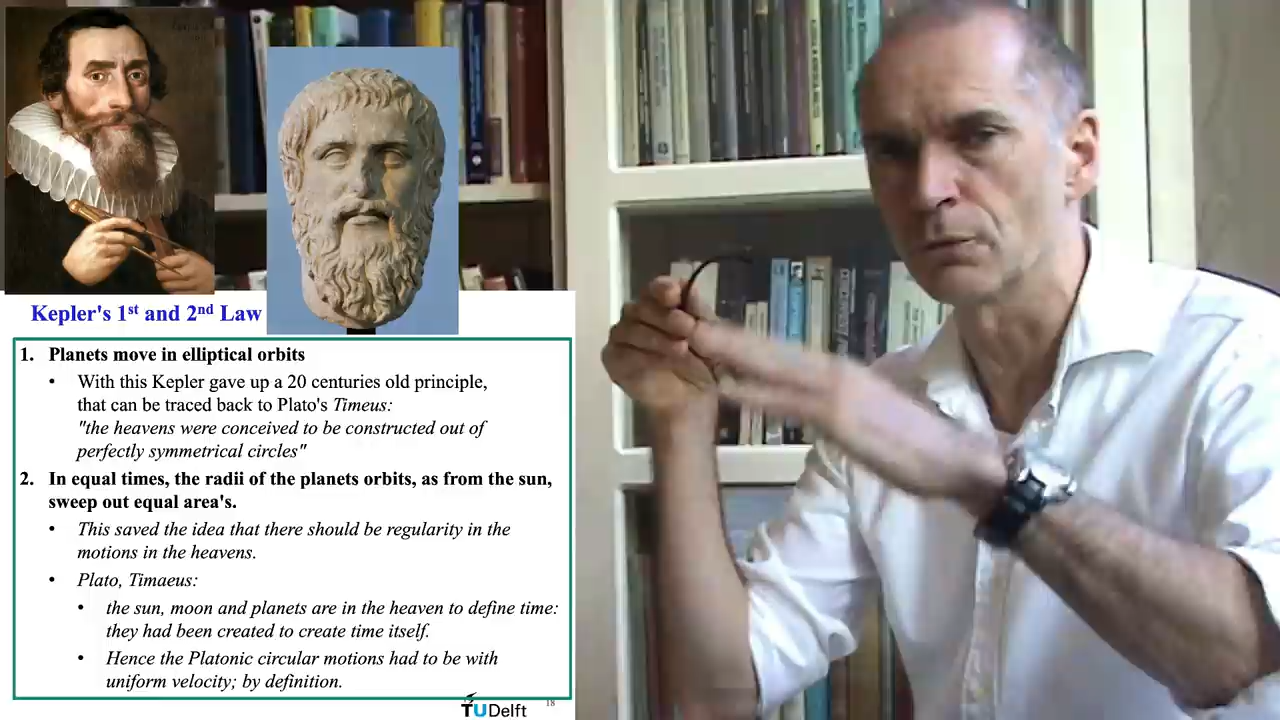 Kepler's 1st and 2nd Law
1. Planets move in elliptical orbits
• With this Kepler gave up a 20 centuries old principle,
that can be traced back to Plato's Timeus:
"the heavens were conceived to be constructed out of
perfectly symmetrical circles"
2. In equal times, the radii of the planets orbits, as from the sun,
sweep out equal area's.
• This saved the idea that there should be regularity in the
motions in the heavens.
• Plato, Timaeus:
• the sun, moon and planets are in the heaven to define time:
they had been created to create time itself.
• Hence the Platonic circular motions had to be with
uniform velocity; by definition.
TUDelft
18